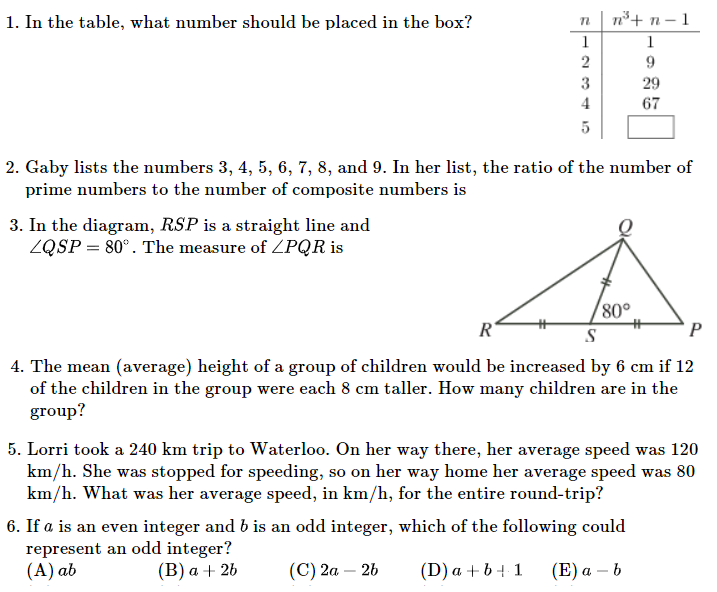 1. In the table, what number should be placed in the box?
n | n³ + n − 1
1 | 1
2 | 9
3 | 29
4 | 67
5 |
2. Gaby lists the numbers 3, 4, 5, 6, 7, 8, and 9. In her list, the ratio of the number of
prime numbers to the number of composite numbers is
3. In the diagram, RSP is a straight line and
∠QSP = 80°. The measure of ∠PQR is
Q
80°
R S P
4. The mean (average) height of a group of children would be increased by 6 cm if 12
of the children in the group were each 8 cm taller. How many children are in the
group?
5. Lorri took a 240 km trip to Waterloo. On her way there, her average speed was 120
km/h. She was stopped for speeding, so on her way home her average speed was 80
km/h. What was her average speed, in km/h, for the entire round-trip?
6. If a is an even integer and b is an odd integer, which of the following could
represent an odd integer?
(A) ab (B) a + 2b (C) 2a − 2b (D) a + b + 1 (E) a − b